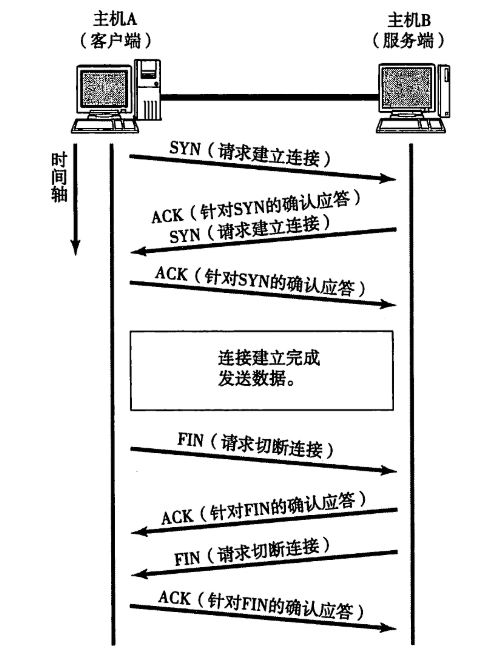 主机A
（客户端）
主机B
（服务端）
时间轴
SYN（请求建立连接）
ACK（针对SYN的确认应答）
SYN（请求建立连接）
ACK（针对SYN的确认应答）
连接建立完成
发送数据。
FIN（请求切断连接）
ACK（针对FIN的确认应答）
FIN（请求切断连接）
ACK（针对FIN的确认应答）